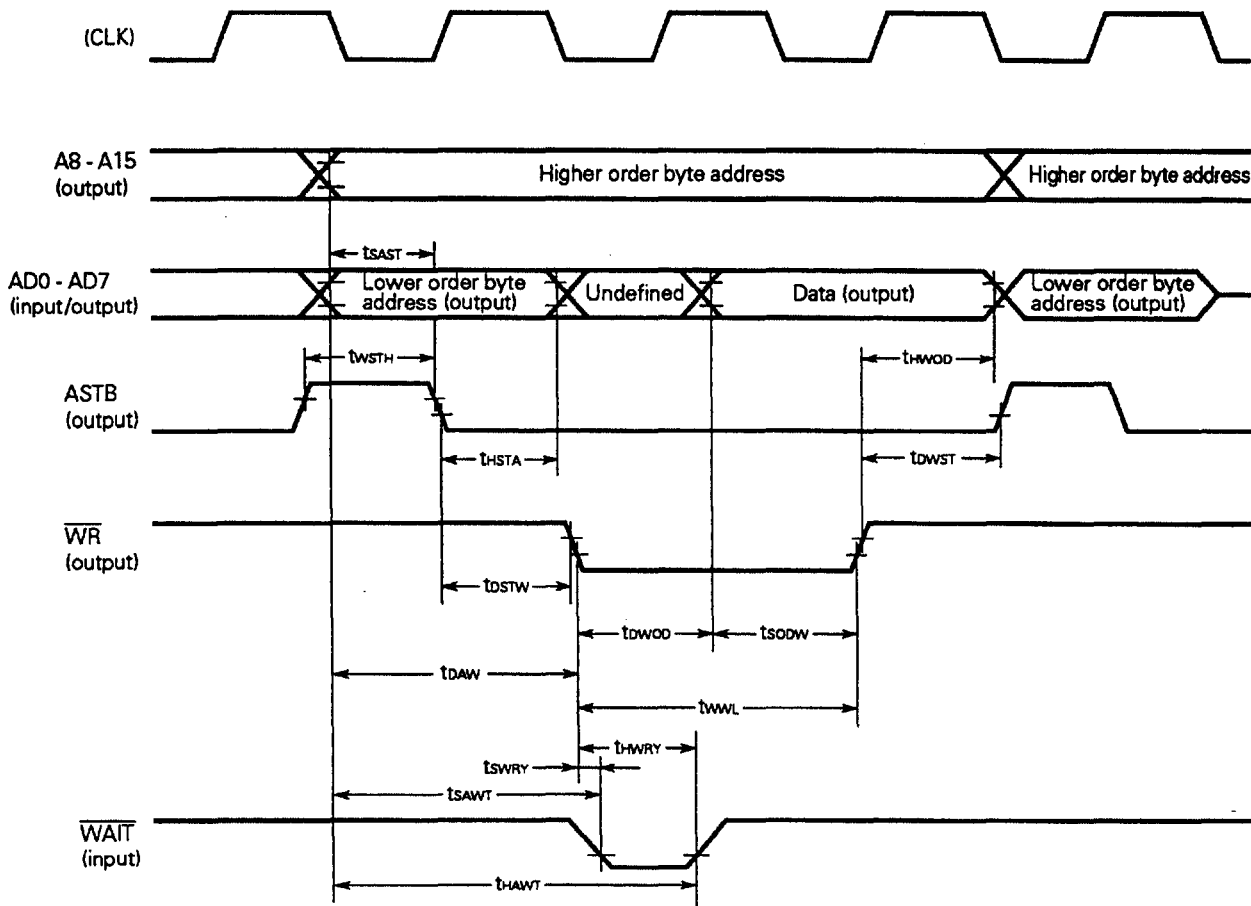 (CLK)
A8 - A15
(output)
Higher order byte address
Higher order byte address
tSAST
AD0 - AD7
(input/output)
Lower order byte
address (output)
Undefined
Data (output)
Lower order byte
address (output)
tWSTH
tHWOD
ASTB
(output)
tHSTA
tDWST
WR
(output)
tDSTW
tDWOD
tSODW
tDAW
tWWL
tHWRY
tSWRY
tSAWT
WAIT
(input)
tHAWT